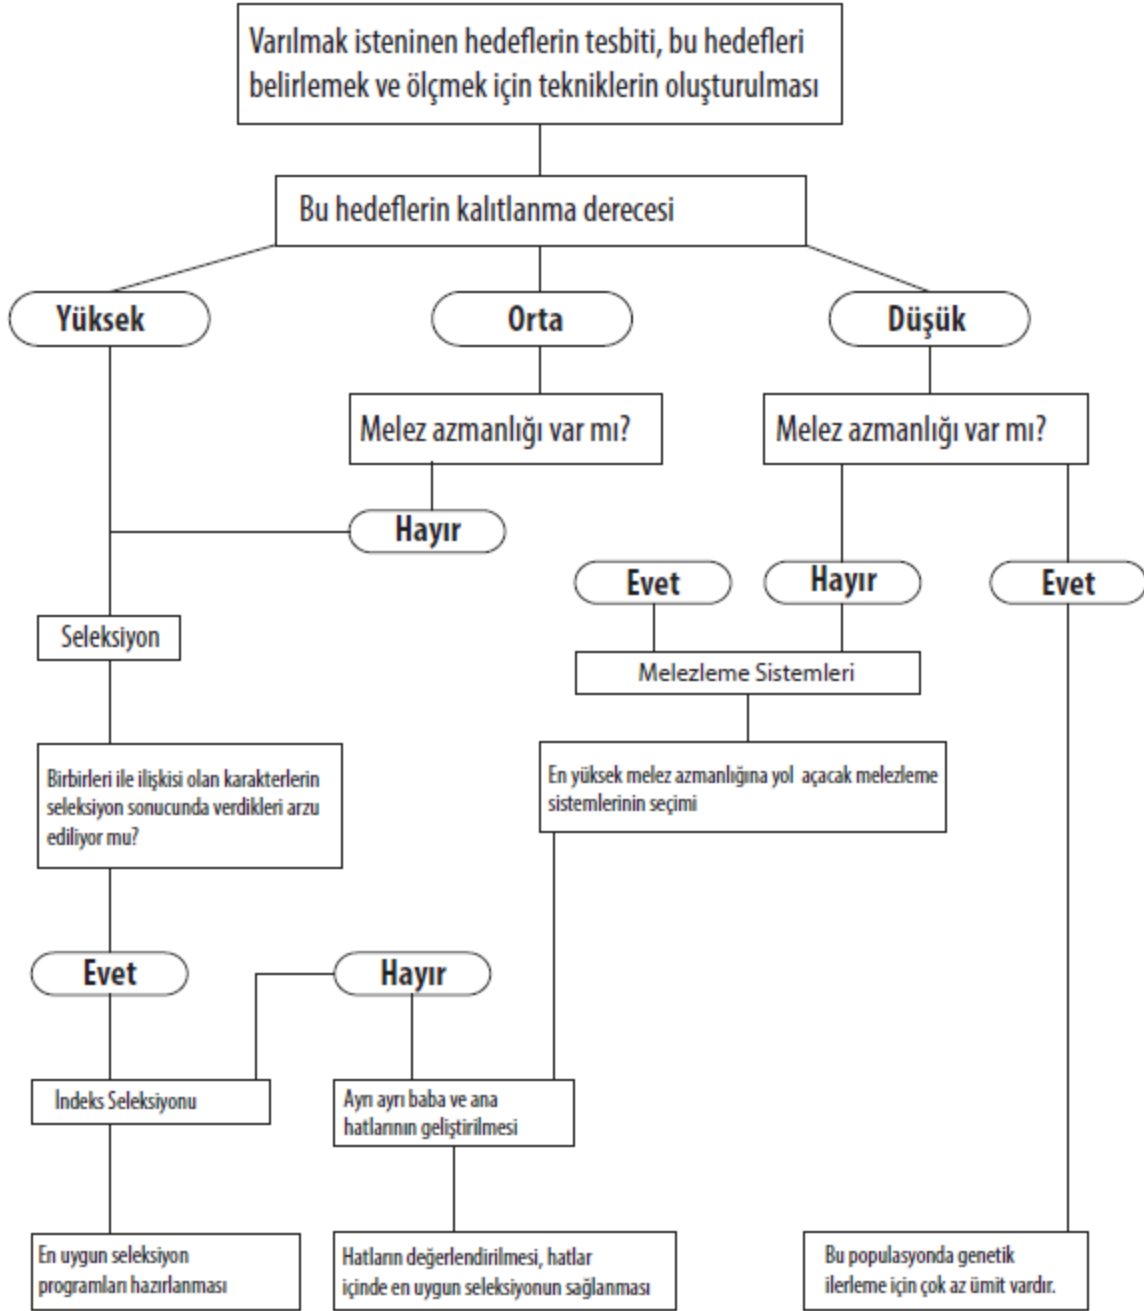 Varılmak isteninen hedeflerin tesbiti, bu hedefleri
belirlemek ve ölçmek için tekniklerin oluşturulması
Bu hedeflerin kalıtlanma derecesi
Yüksek
Orta
Düşük
Melez azmanlığı var mı?
Melez azmanlığı var mı?
Hayır
Evet
Hayır
Evet
Seleksiyon
Melezleme Sistemleri
Birbirleri ile ilişkisi olan karakterlerin
seleksiyon sonucunda verdikleri arzu
ediliyor mu?
En yüksek melez azmanlığına yol açacak melezleme
sistemlerinin seçimi
Evet
Hayır
İndeks Seleksiyonu
Ayrı ayrı baba ve ana
hatlarının geliştirilmesi
En uygun seleksiyon
programları hazırlanması
Hatların değerlendirilmesi, hatlar
içinde en uygun seleksiyonun sağlanması
Bu populasyonda genetik
ilerleme için çok az ümit vardır.